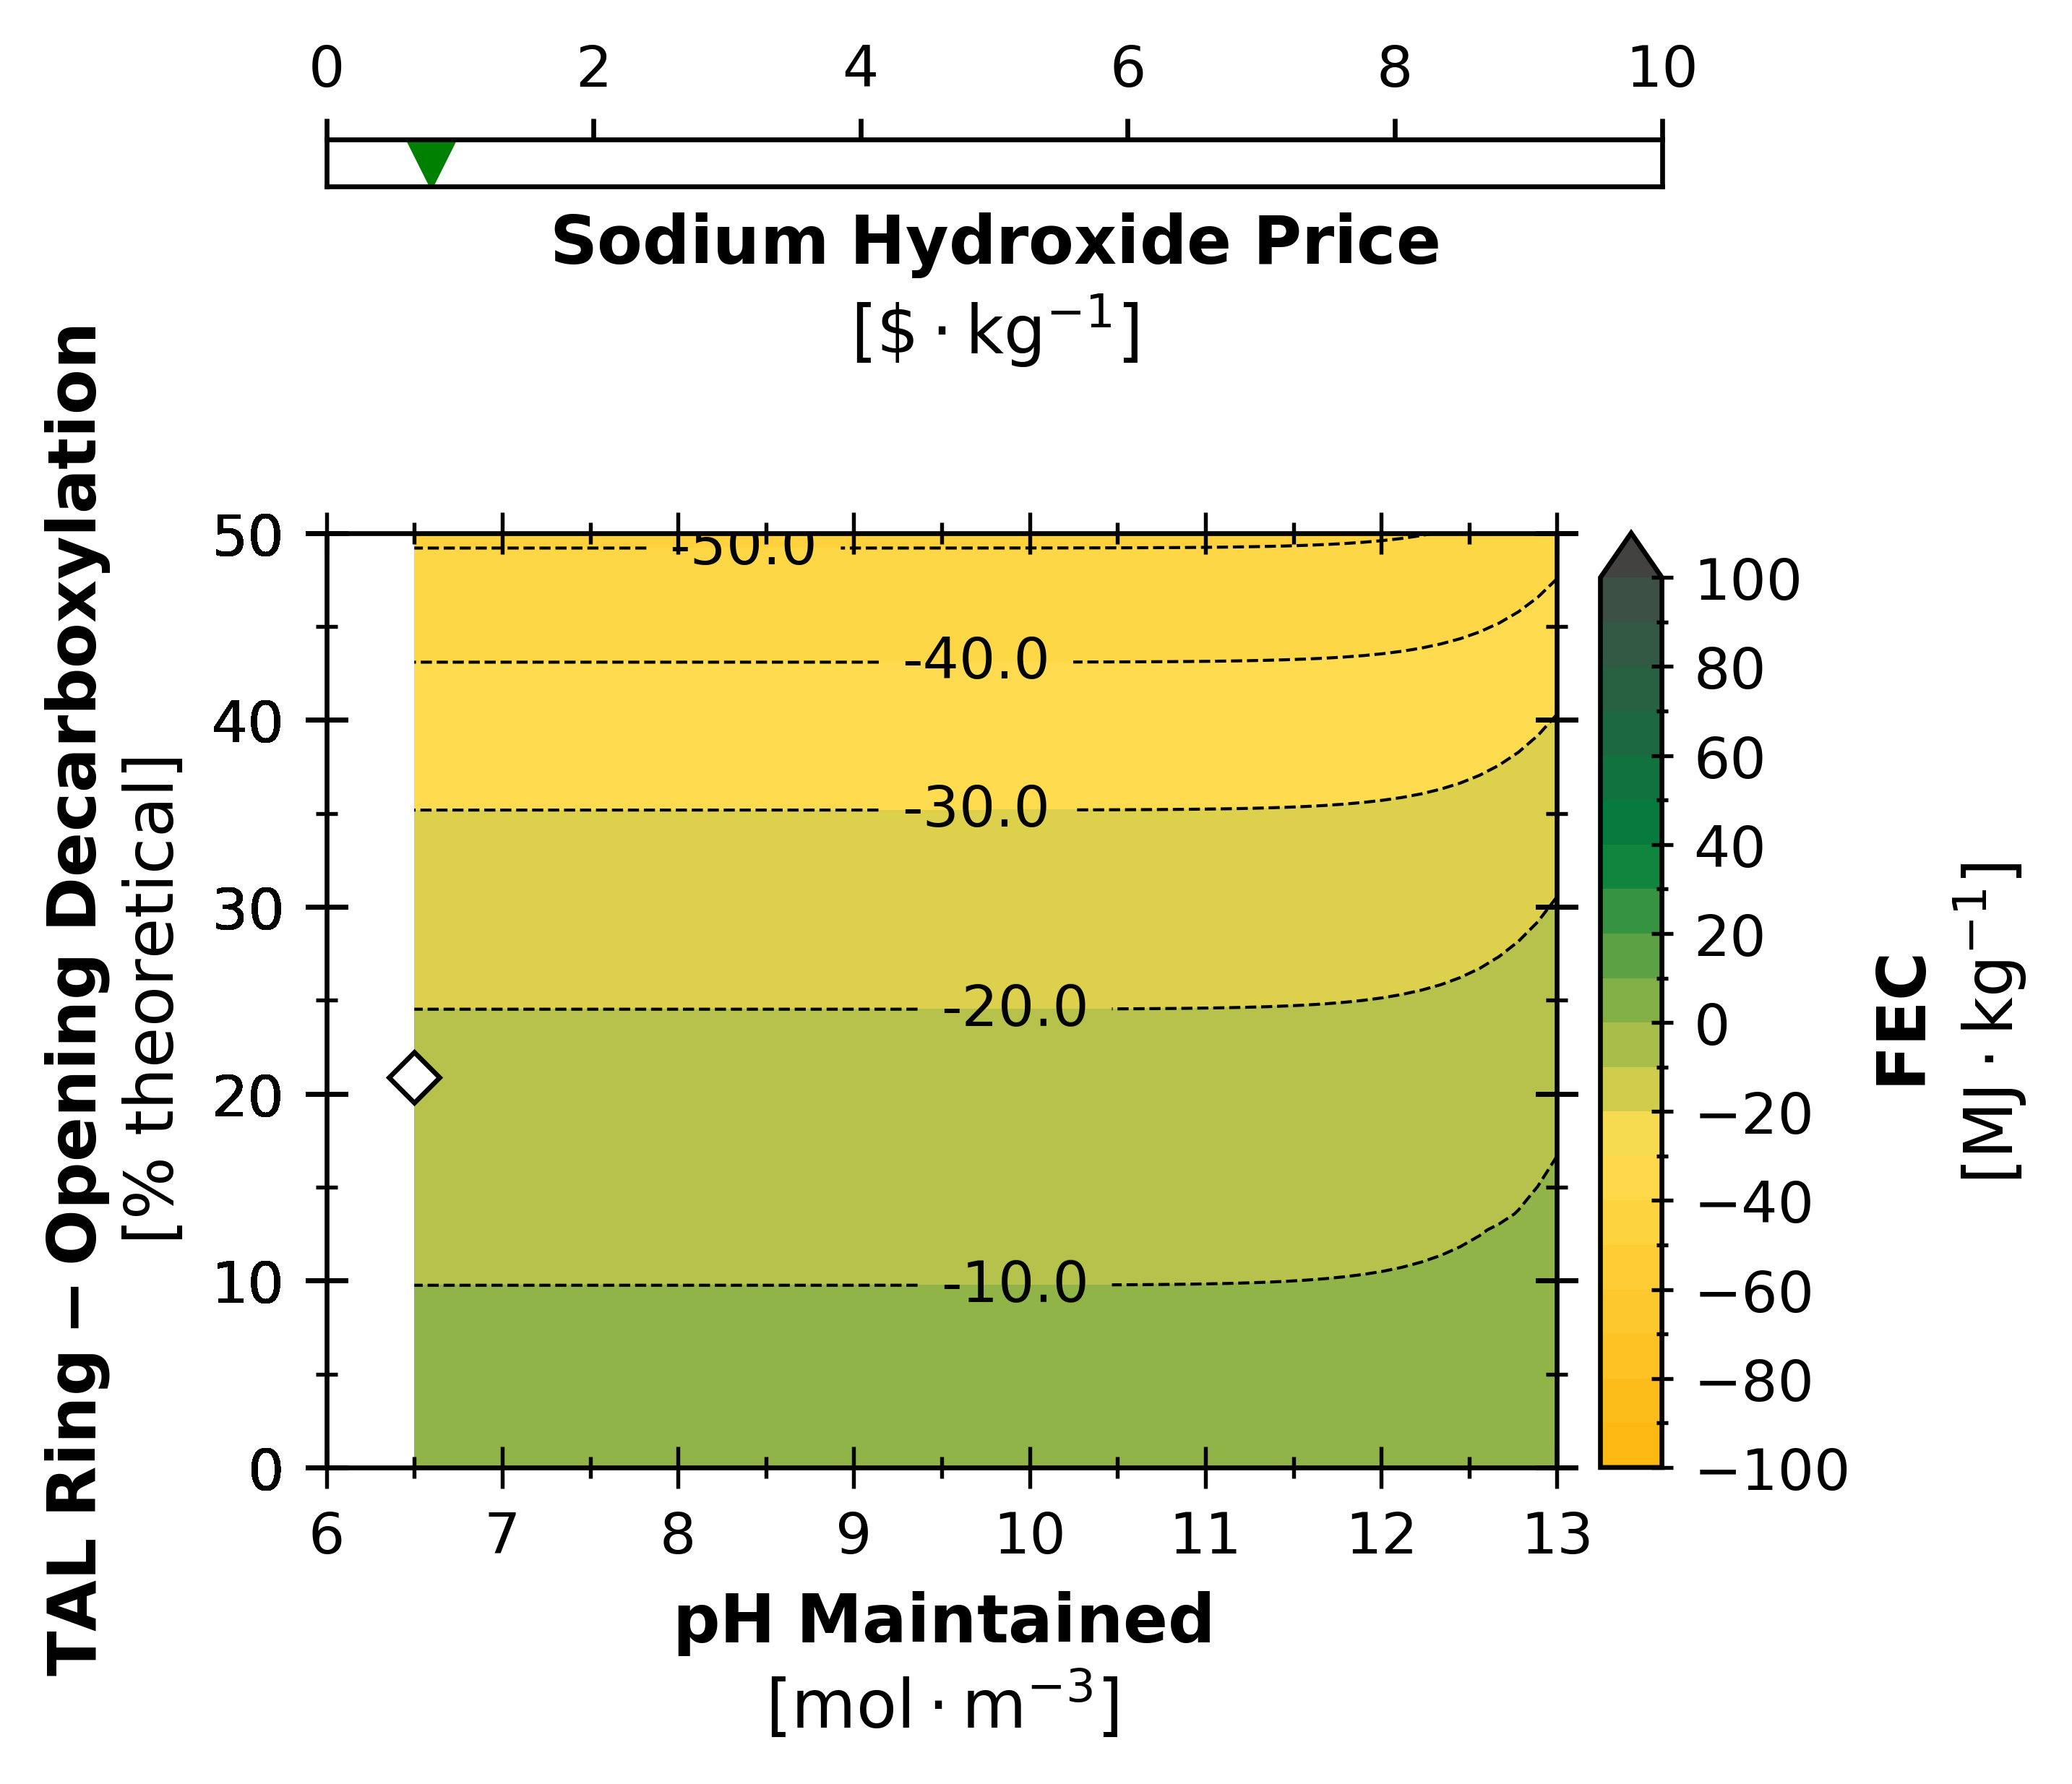 0 2 4 6 8 10
Sodium Hydroxide Price
[$·kg⁻¹]
TAL Ring − Opening Decarboxylation
[% theoretical]
50
40
30
20
10
0
-50.0
-40.0
-30.0
-20.0
-10.0
6 7 8 9 10 11 12 13
pH Maintained
[mol·m⁻³]
100
80
60
40
20
0
−20
−40
−60
−80
−100
FEC
[MJ·kg⁻¹]